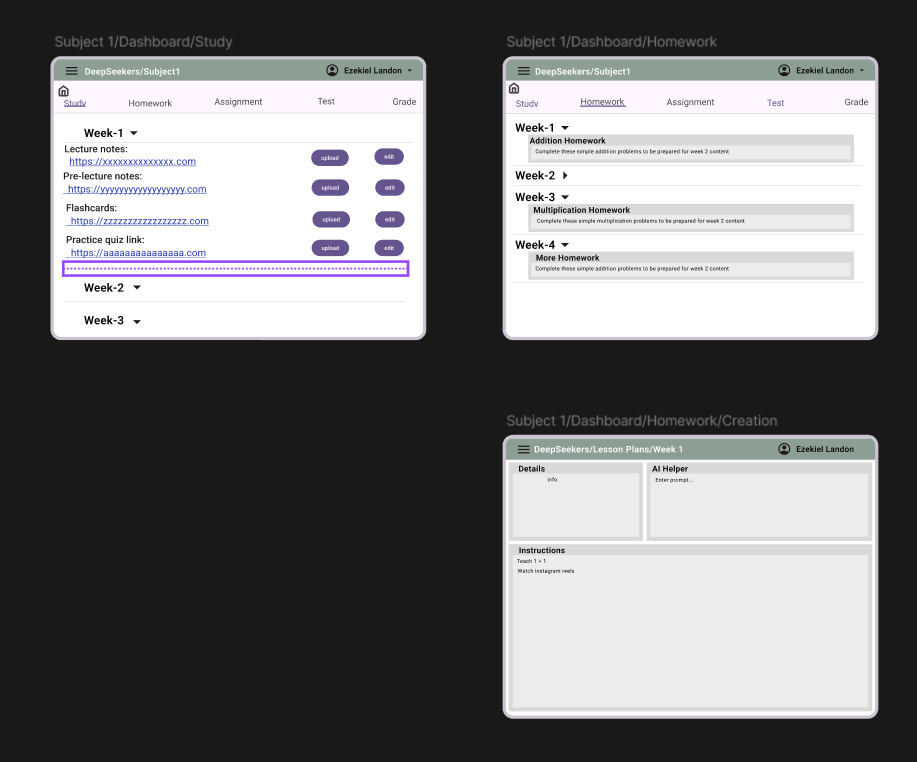 Subject 1/Dashboard/Study
DeepSeekers/Subject1
Ezekiel Landon
Study
Homework
Assignment
Test
Grade
Week-1
Lecture notes:
https://xxxxxxxxxxxxxx.com
upload
edit
Pre-lecture notes:
https://yyyyyyyyyyyyyyyyy.com
upload
edit
Flashcards:
https://zzzzzzzzzzzzzzzzz.com
upload
edit
Practice quiz link:
https://aaaaaaaaaaaaaaa.com
upload
edit
Week-2
Week-3
Subject 1/Dashboard/Homework
DeepSeekers/Subject1
Ezekiel Landon
Study
Homework
Assignment
Test
Grade
Week-1
Addition Homework
Complete these simple addition problems to be prepared for week 2 content
Week-2
Week-3
Multiplication Homework
Complete these simple multiplication problems to be prepared for week 2 content
Week-4
More Homework
Complete these simple addition problems to be prepared for week 2 content
Subject 1/Dashboard/Homework/Creation
DeepSeekers/Lesson Plans/Week 1
Ezekiel Landon
Details
info
AI Helper
Enter prompt...
Instructions
Teach 1 + 1
Watch instagram reels